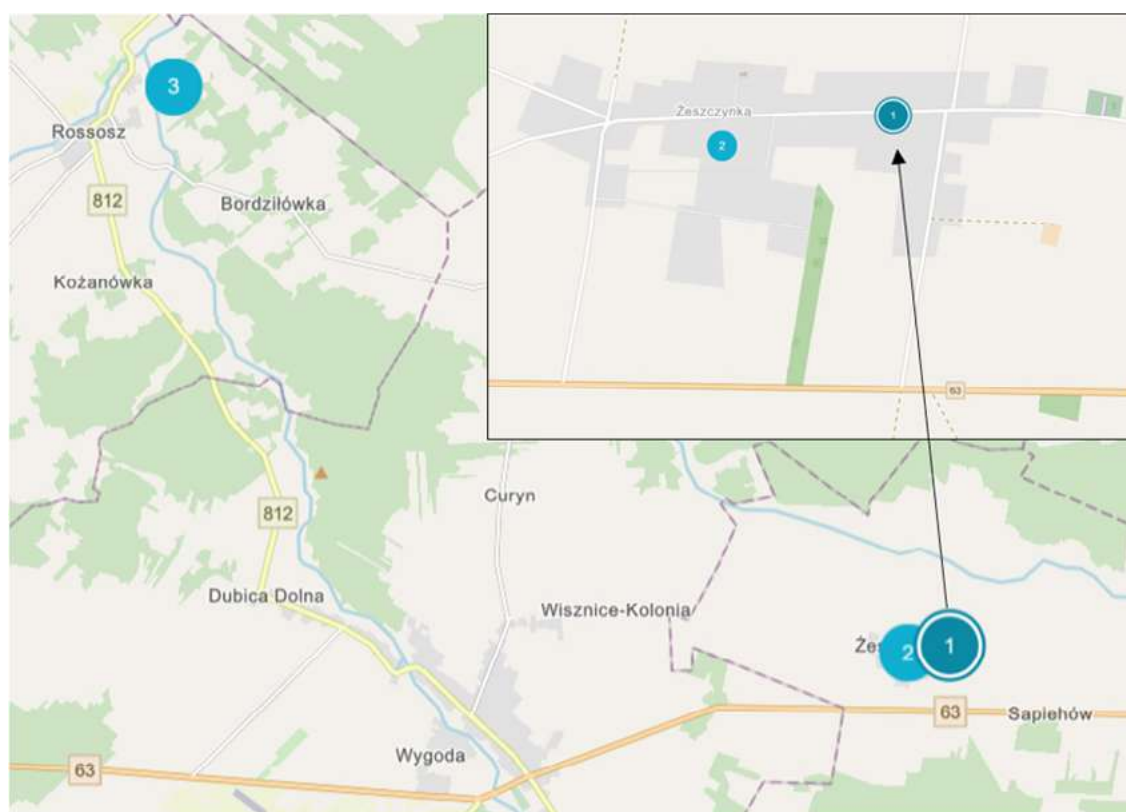 3
Rossosz
812
Bordziłówka
Kożanówka
Żeszczynka
1
2
63
812
Curyn
Dubica Dolna
Wisznice-Kolonia
Że
2
1
63
Sapiehów
Wygoda
63